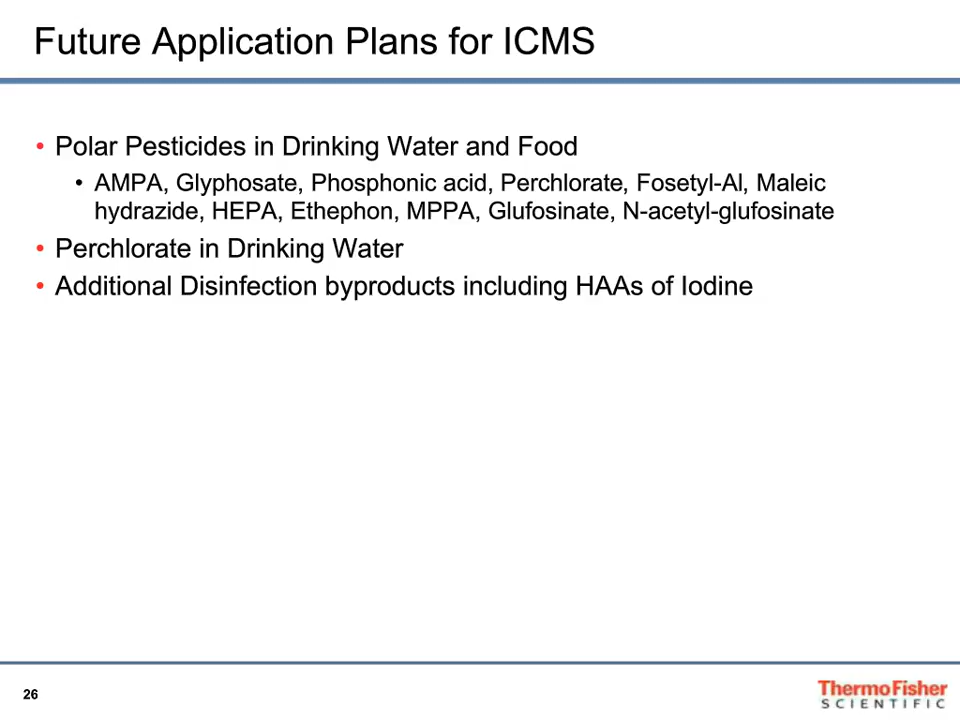 Future Application Plans for ICMS
• Polar Pesticides in Drinking Water and Food
• AMPA, Glyphosate, Phosphonic acid, Perchlorate, Fosetyl-Al, Maleic
hydrazide, HEPA, Ethephon, MPPA, Glufosinate, N-acetyl-glufosinate
• Perchlorate in Drinking Water
• Additional Disinfection byproducts including HAAs of Iodine
26
ThermoFisher
SCIENTIFIC